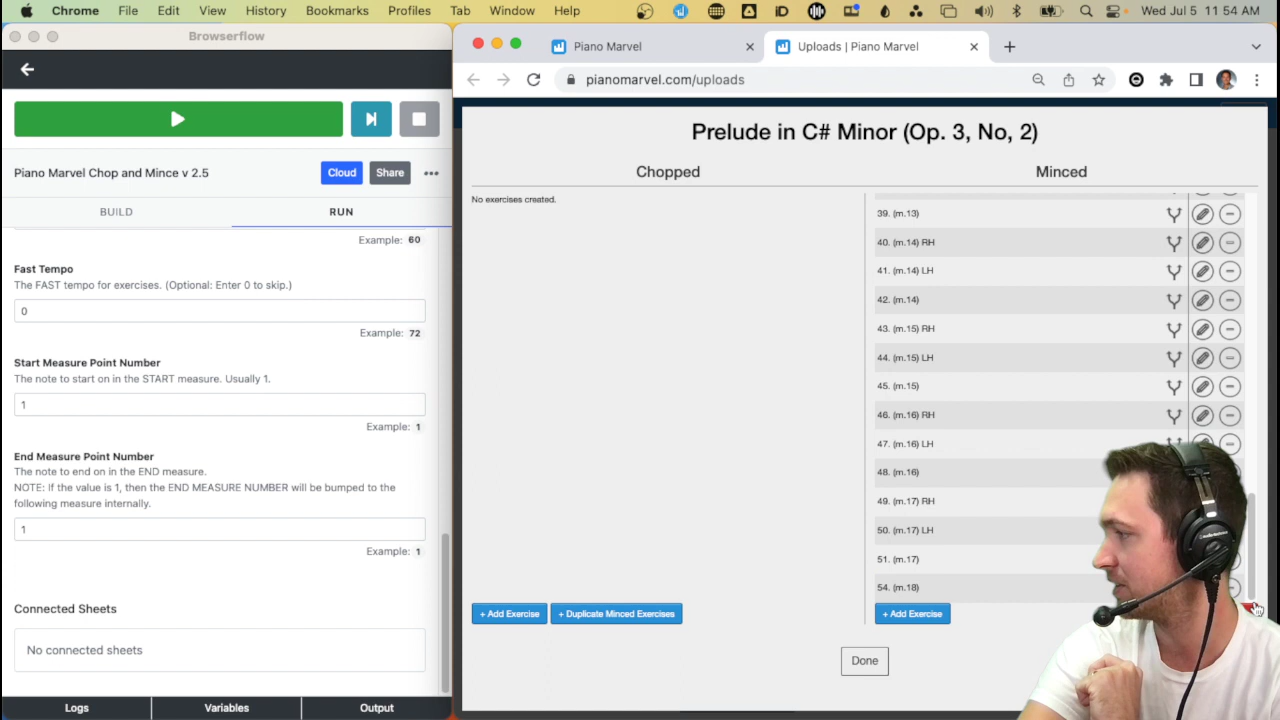 Chrome File Edit View History Bookmarks Profiles Tab Window Help Wed Jul 5 11:54 AM
Browserflow
Piano Marvel Chop and Mince v 2.5
Cloud
Share
BUILD
RUN
Example: 60
Fast Tempo
The FAST tempo for exercises. (Optional: Enter 0 to skip.)
0
Example: 72
Start Measure Point Number
The note to start on in the START measure. Usually 1.
1
Example: 1
End Measure Point Number
The note to end on in the END measure.
NOTE: If the value is 1, then the END MEASURE NUMBER will be bumped to the
following measure internally.
1
Example: 1
Connected Sheets
No connected sheets
Logs
Variables
Output
Piano Marvel
Uploads | Piano Marvel
pianomarvel.com/uploads
Prelude in C# Minor (Op. 3, No, 2)
Chopped
No exercises created.
+ Add Exercise
+ Duplicate Minced Exercises
Minced
39. (m.13)
40. (m.14) RH
41. (m.14) LH
42. (m.14)
43. (m.15) RH
44. (m.15) LH
45. (m.15)
46. (m.16) RH
47. (m.16) LH
48. (m.16)
49. (m.17) RH
50. (m.17) LH
51. (m.17)
54. (m.18)
+ Add Exercise
Done